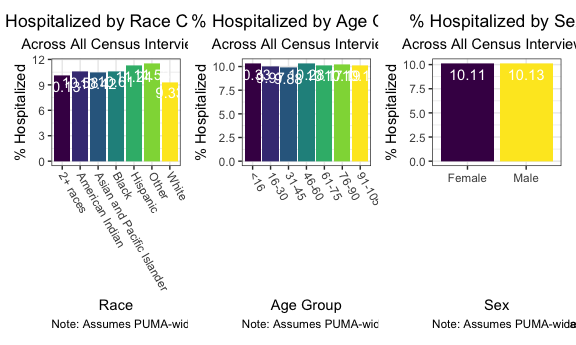 Hospitalized by Race C
Across All Census Intervie
% Hospitalized
12
9
6
3
0
2+ races
American Indian
Asian and Pacific Islander
Black
Hispanic
Other
White
Race
Note: Assumes PUMA-wid
% Hospitalized by Age G
Across All Census Intervie
% Hospitalized
10.0
7.5
5.0
2.5
0.0
<16
16-30
31-45
46-60
61-75
76-90
91-105
Age Group
Note: Assumes PUMA-wid
% Hospitalized by Se
Across All Census Interview
% Hospitalized
10.0
7.5
5.0
2.5
0.0
10.11
10.13
Female
Male
Sex
Note: Assumes PUMA-wide